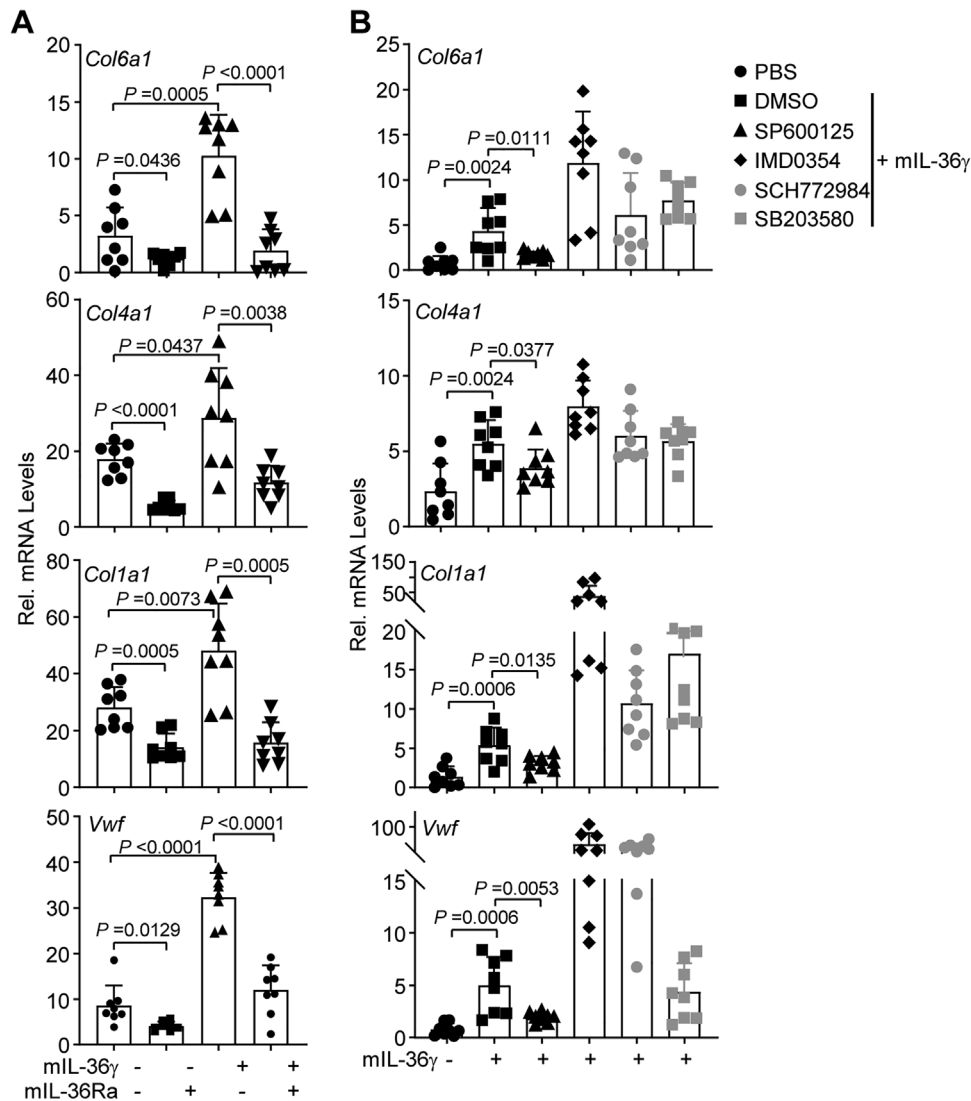 A
Rel. mRNA Levels
20
15
10
5
0
Col6a1
P <0.0001
P =0.0005
P =0.0436
60
40
20
0
Col4a1
P =0.0038
P =0.0437
P <0.0001
80
60
40
20
0
Col1a1
P =0.0005
P =0.0073
P =0.0005
50
40
30
20
10
0
Vwf
P <0.0001
P <0.0001
P =0.0129
mIL-36γ - - + +
mIL-36Ra - + - +
B
Rel. mRNA Levels
25
20
15
10
5
0
Col6a1
P =0.0111
P =0.0024
PBS
DMSO
SP600125
IMD0354
SCH772984
SB203580
+ mIL-36γ
15
10
5
0
Col4a1
P =0.0377
P =0.0024
150
50
20
15
10
5
0
Col1a1
P =0.0135
P =0.0006
100
15
10
5
0
Vwf
P =0.0053
P =0.0006
mIL-36γ - + + + + +